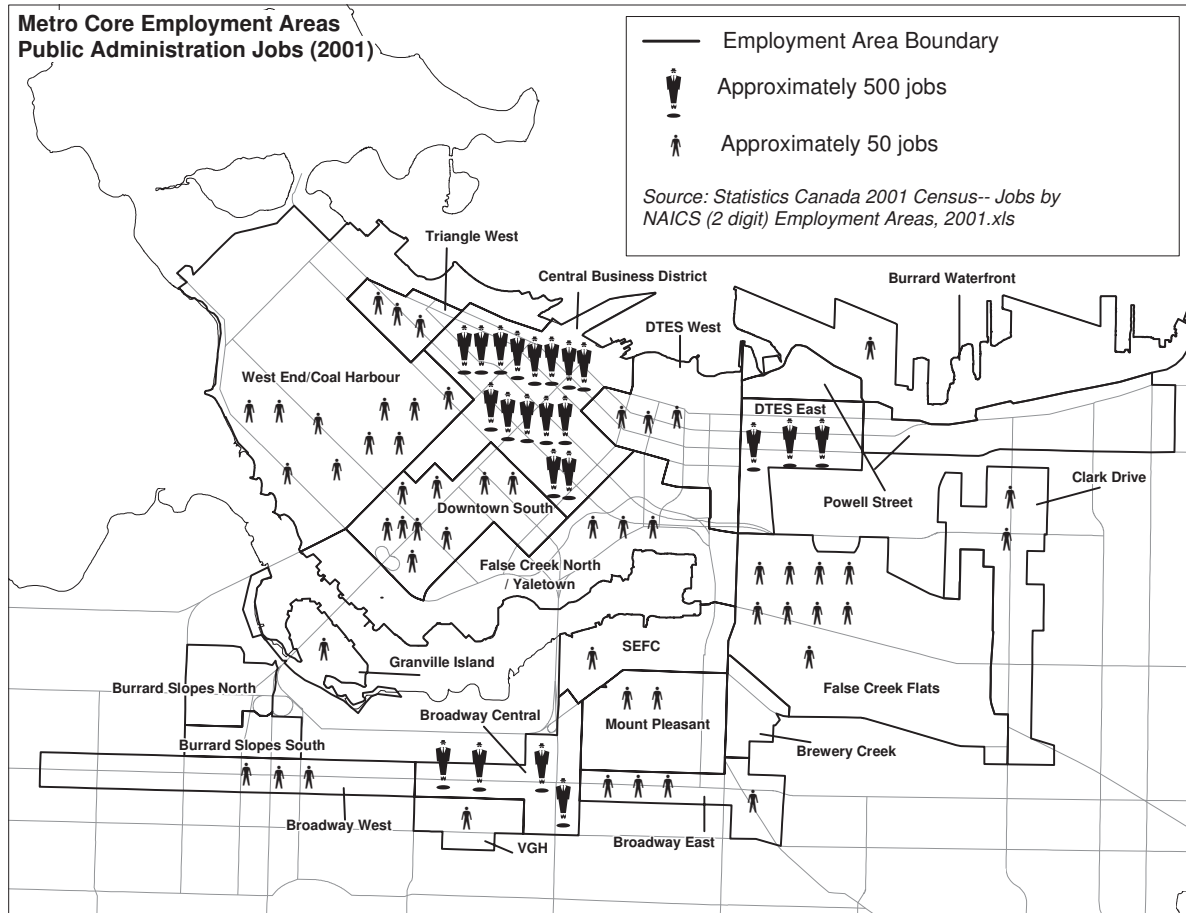 Metro Core Employment Areas
Public Administration Jobs (2001)
Employment Area Boundary
Approximately 500 jobs
Approximately 50 jobs
Source: Statistics Canada 2001 Census-- Jobs by
NAICS (2 digit) Employment Areas, 2001.xls
Triangle West
Central Business District
Burrard Waterfront
DTES West
West End/Coal Harbour
DTES East
Clark Drive
Powell Street
Downtown South
False Creek North
/ Yaletown
SEFC
Granville Island
Burrard Slopes North
False Creek Flats
Broadway Central
Mount Pleasant
Burrard Slopes South
Brewery Creek
Broadway West
VGH
Broadway East